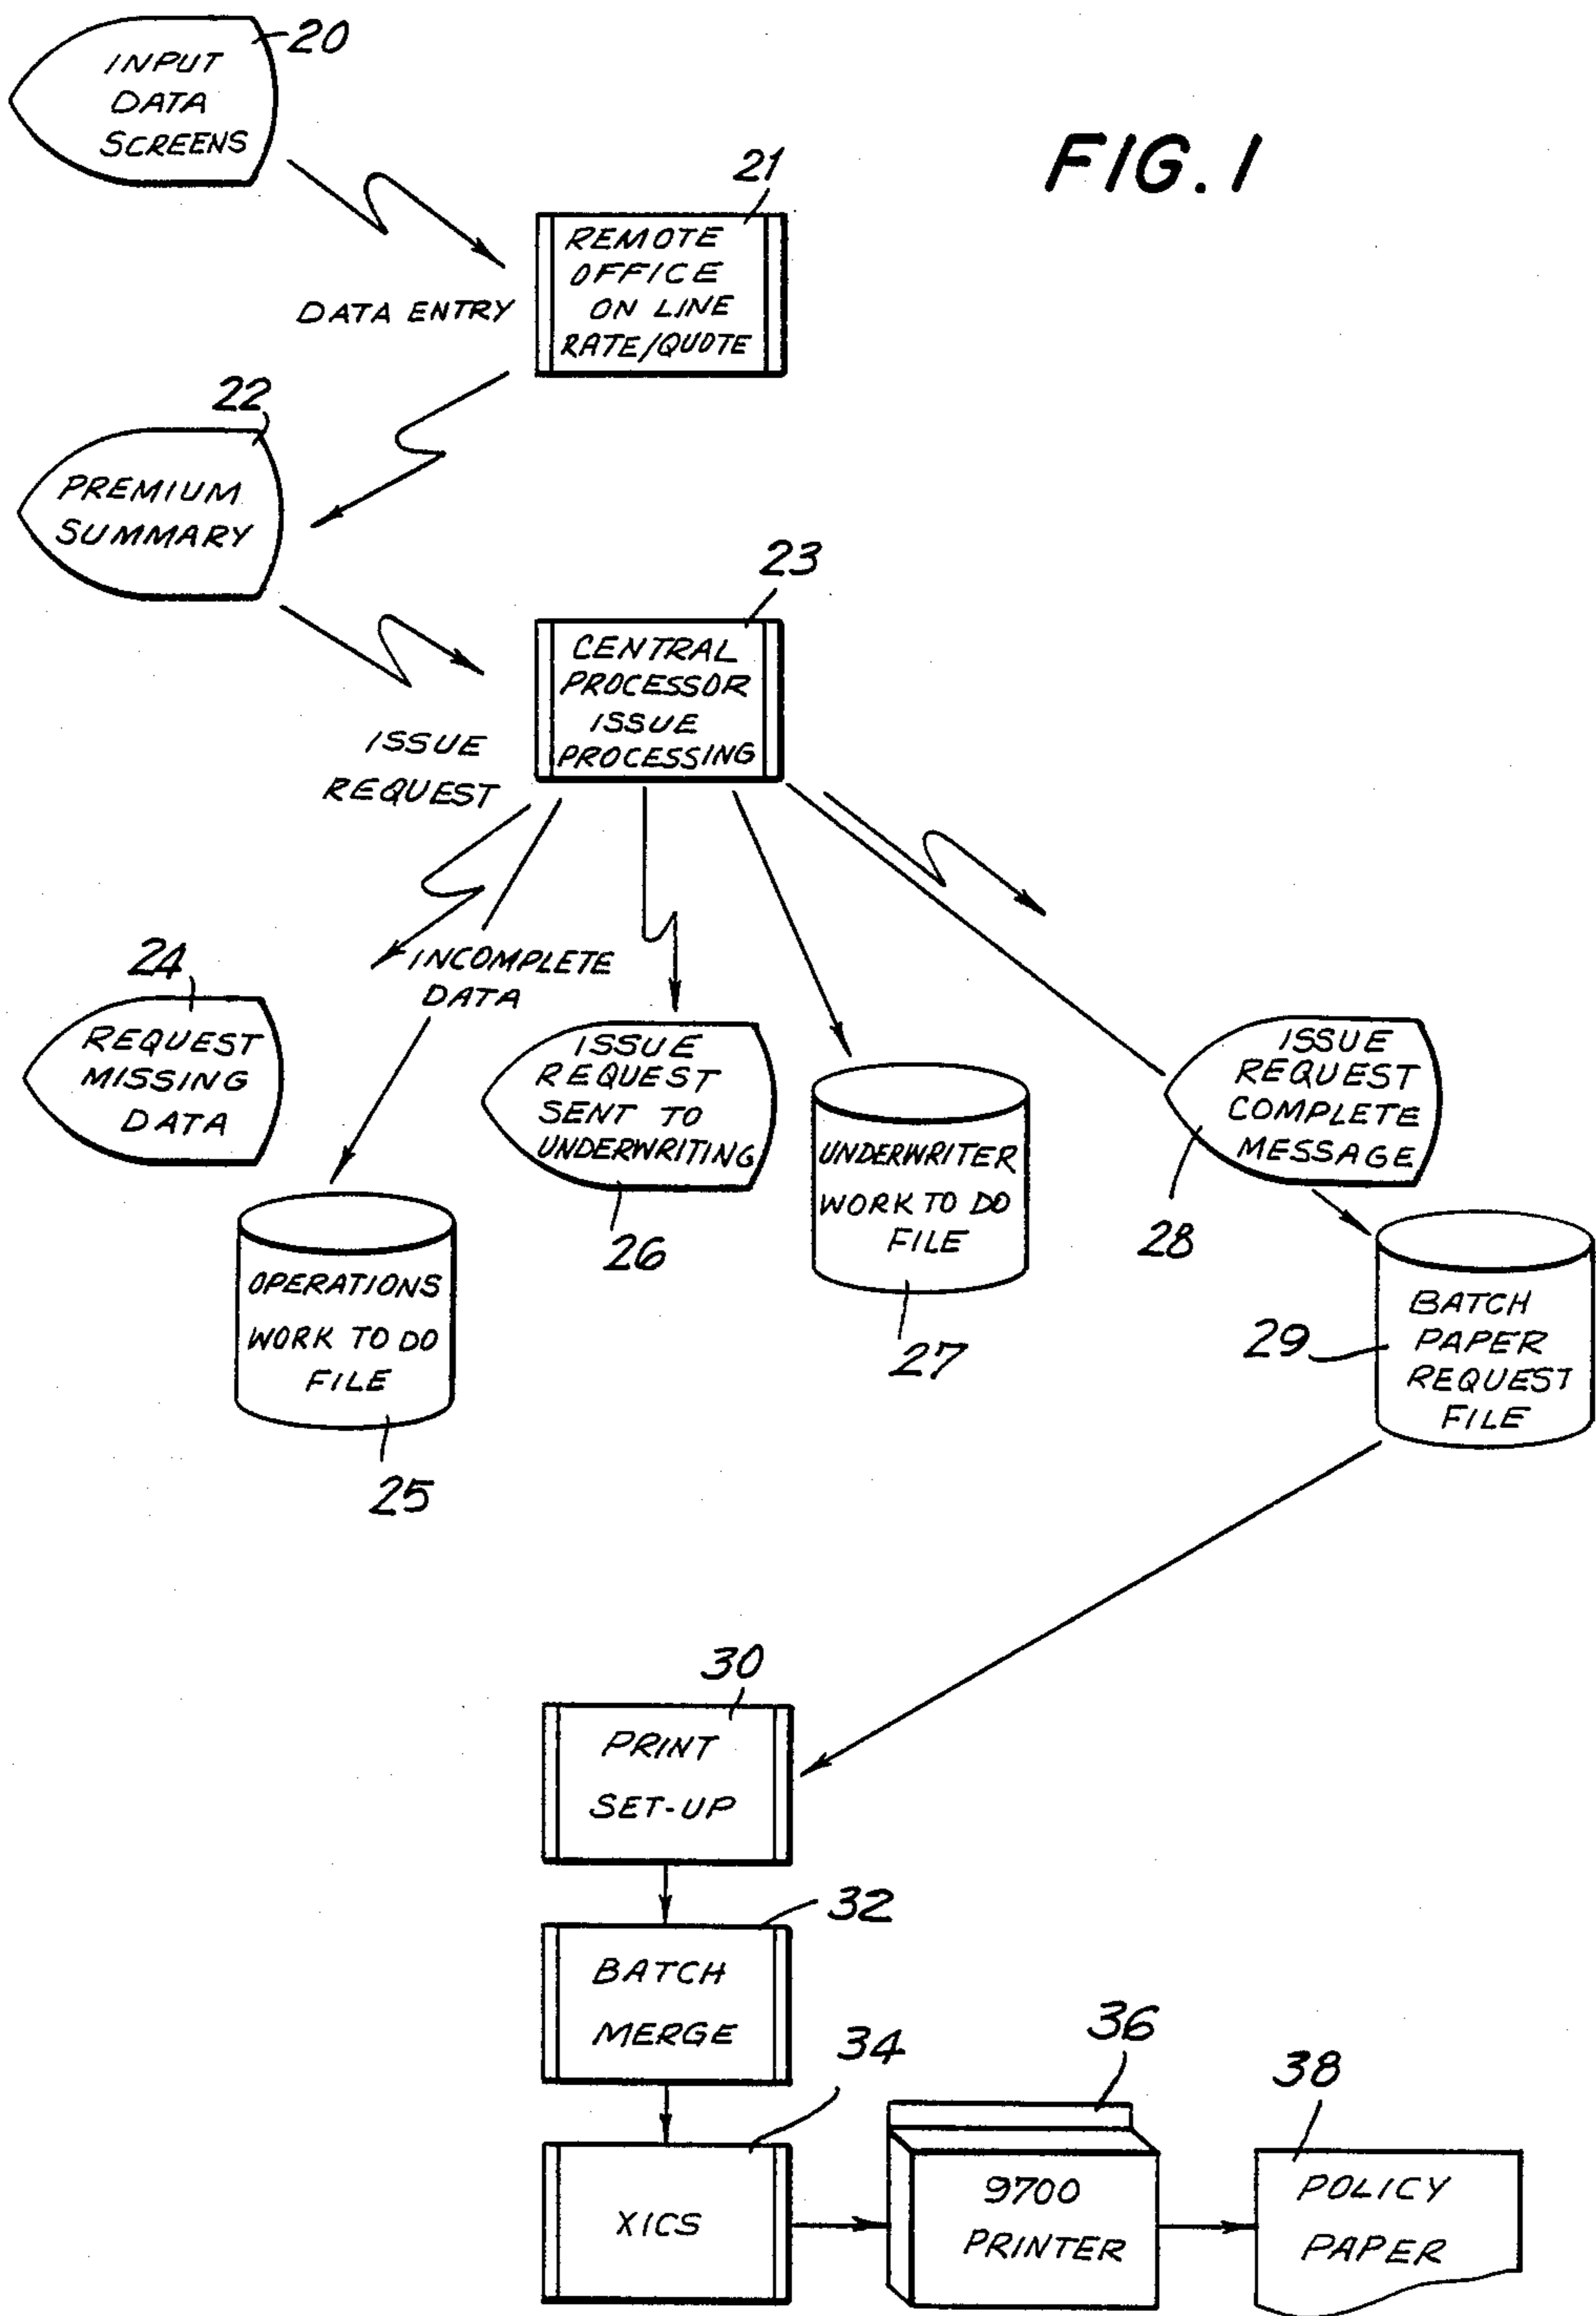 FIG. 1
20
INPUT
DATA
SCREENS
21
REMOTE
OFFICE
ON LINE
RATE/QUOTE
DATA ENTRY
22
PREMIUM
SUMMARY
23
CENTRAL
PROCESSOR
ISSUE
PROCESSING
ISSUE
REQUEST
INCOMPLETE
DATA
24
REQUEST
MISSING
DATA
OPERATIONS
WORK TO DO
FILE
25
ISSUE
REQUEST
SENT TO
UNDERWRITING
26
UNDERWRITER
WORK TO DO
FILE
27
ISSUE
REQUEST
COMPLETE
MESSAGE
28
BATCH
PAPER
REQUEST
FILE
29
30
PRINT
SET-UP
32
BATCH
MERGE
34
XICS
36
9700
PRINTER
38
POLICY
PAPER